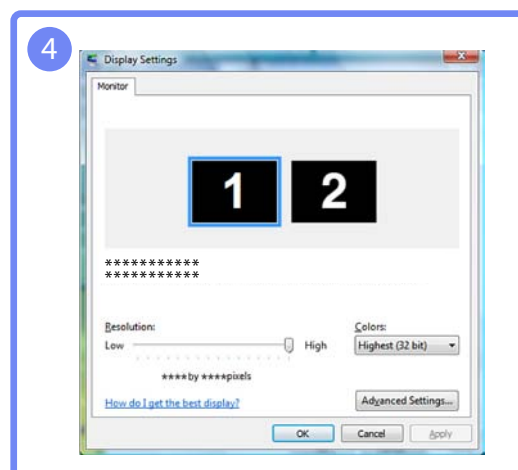 4
Display Settings
Monitor
1 2
***********
***********
Resolution:
Colors:
Low High
Highest (32 bit)
****by ****pixels
How do I get the best display?
Advanced Settings...
OK Cancel Apply